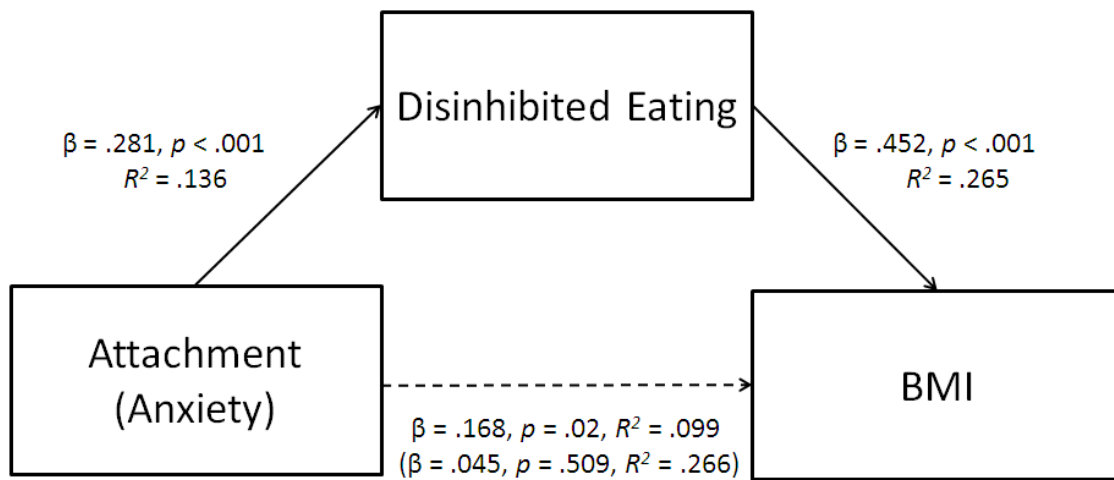 Disinhibited Eating
β = .281, p < .001
R² = .136
β = .452, p < .001
R² = .265
Attachment
(Anxiety)
BMI
β = .168, p = .02, R² = .099
(β = .045, p = .509, R² = .266)